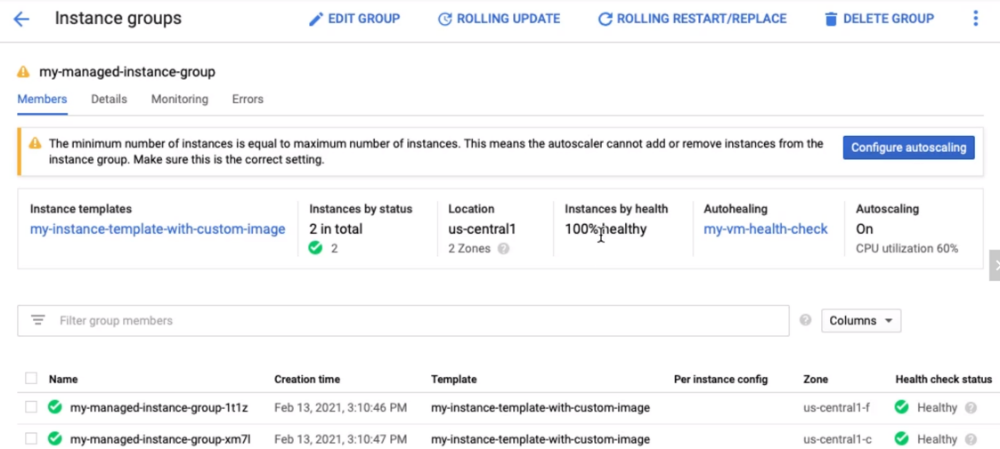 Instance groups EDIT GROUP ROLLING UPDATE ROLLING RESTART/REPLACE DELETE GROUP
my-managed-instance-group
Members Details Monitoring Errors
The minimum number of instances is equal to maximum number of instances. This means the autoscaler cannot add or remove instances from the
instance group. Make sure this is the correct setting.
Configure autoscaling
Instance templates Instances by status Location Instances by health Autohealing Autoscaling
my-instance-template-with-custom-image 2 in total us-central1 100% healthy my-vm-health-check On
2 2 Zones CPU utilization 60%
Filter group members Columns
Name Creation time Template Per instance config Zone Health check status
my-managed-instance-group-1t1z Feb 13, 2021, 3:10:46 PM my-instance-template-with-custom-image us-central1-f Healthy
my-managed-instance-group-xm7l Feb 13, 2021, 3:10:47 PM my-instance-template-with-custom-image us-central1-c Healthy